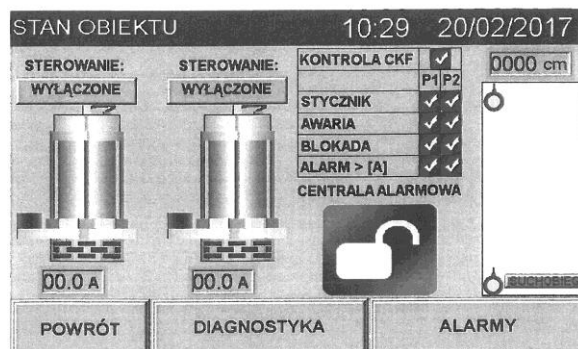 STAN OBIEKTU 10:29 20/02/2017
STEROWANIE: STEROWANIE: KONTROLA CKF 0000 cm
WYŁĄCZONE WYŁĄCZONE P1 P2
STYCZNIK
AWARIA
BLOKADA
ALARM > [A]
CENTRALA ALARMOWA
00.0 A 00.0 A SUCHOBIEG
POWRÓT DIAGNOSTYKA ALARMY